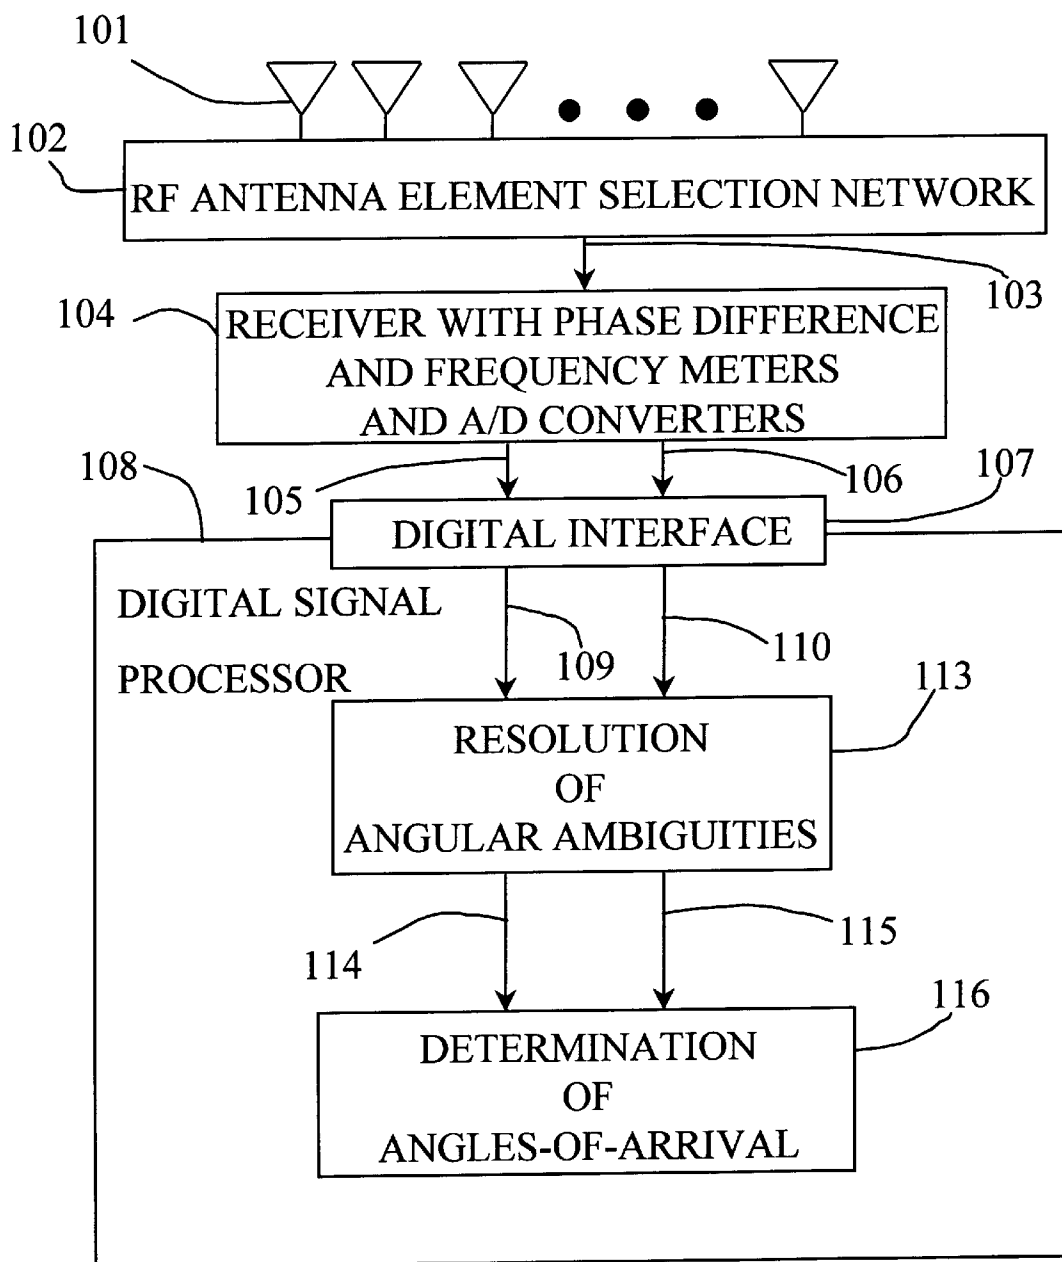 101
102
RF ANTENNA ELEMENT SELECTION NETWORK
103
104
RECEIVER WITH PHASE DIFFERENCE
AND FREQUENCY METERS
AND A/D CONVERTERS
108
105
106
107
DIGITAL INTERFACE
DIGITAL SIGNAL
PROCESSOR
109
110
113
RESOLUTION
OF
ANGULAR AMBIGUITIES
114
115
116
DETERMINATION
OF
ANGLES-OF-ARRIVAL